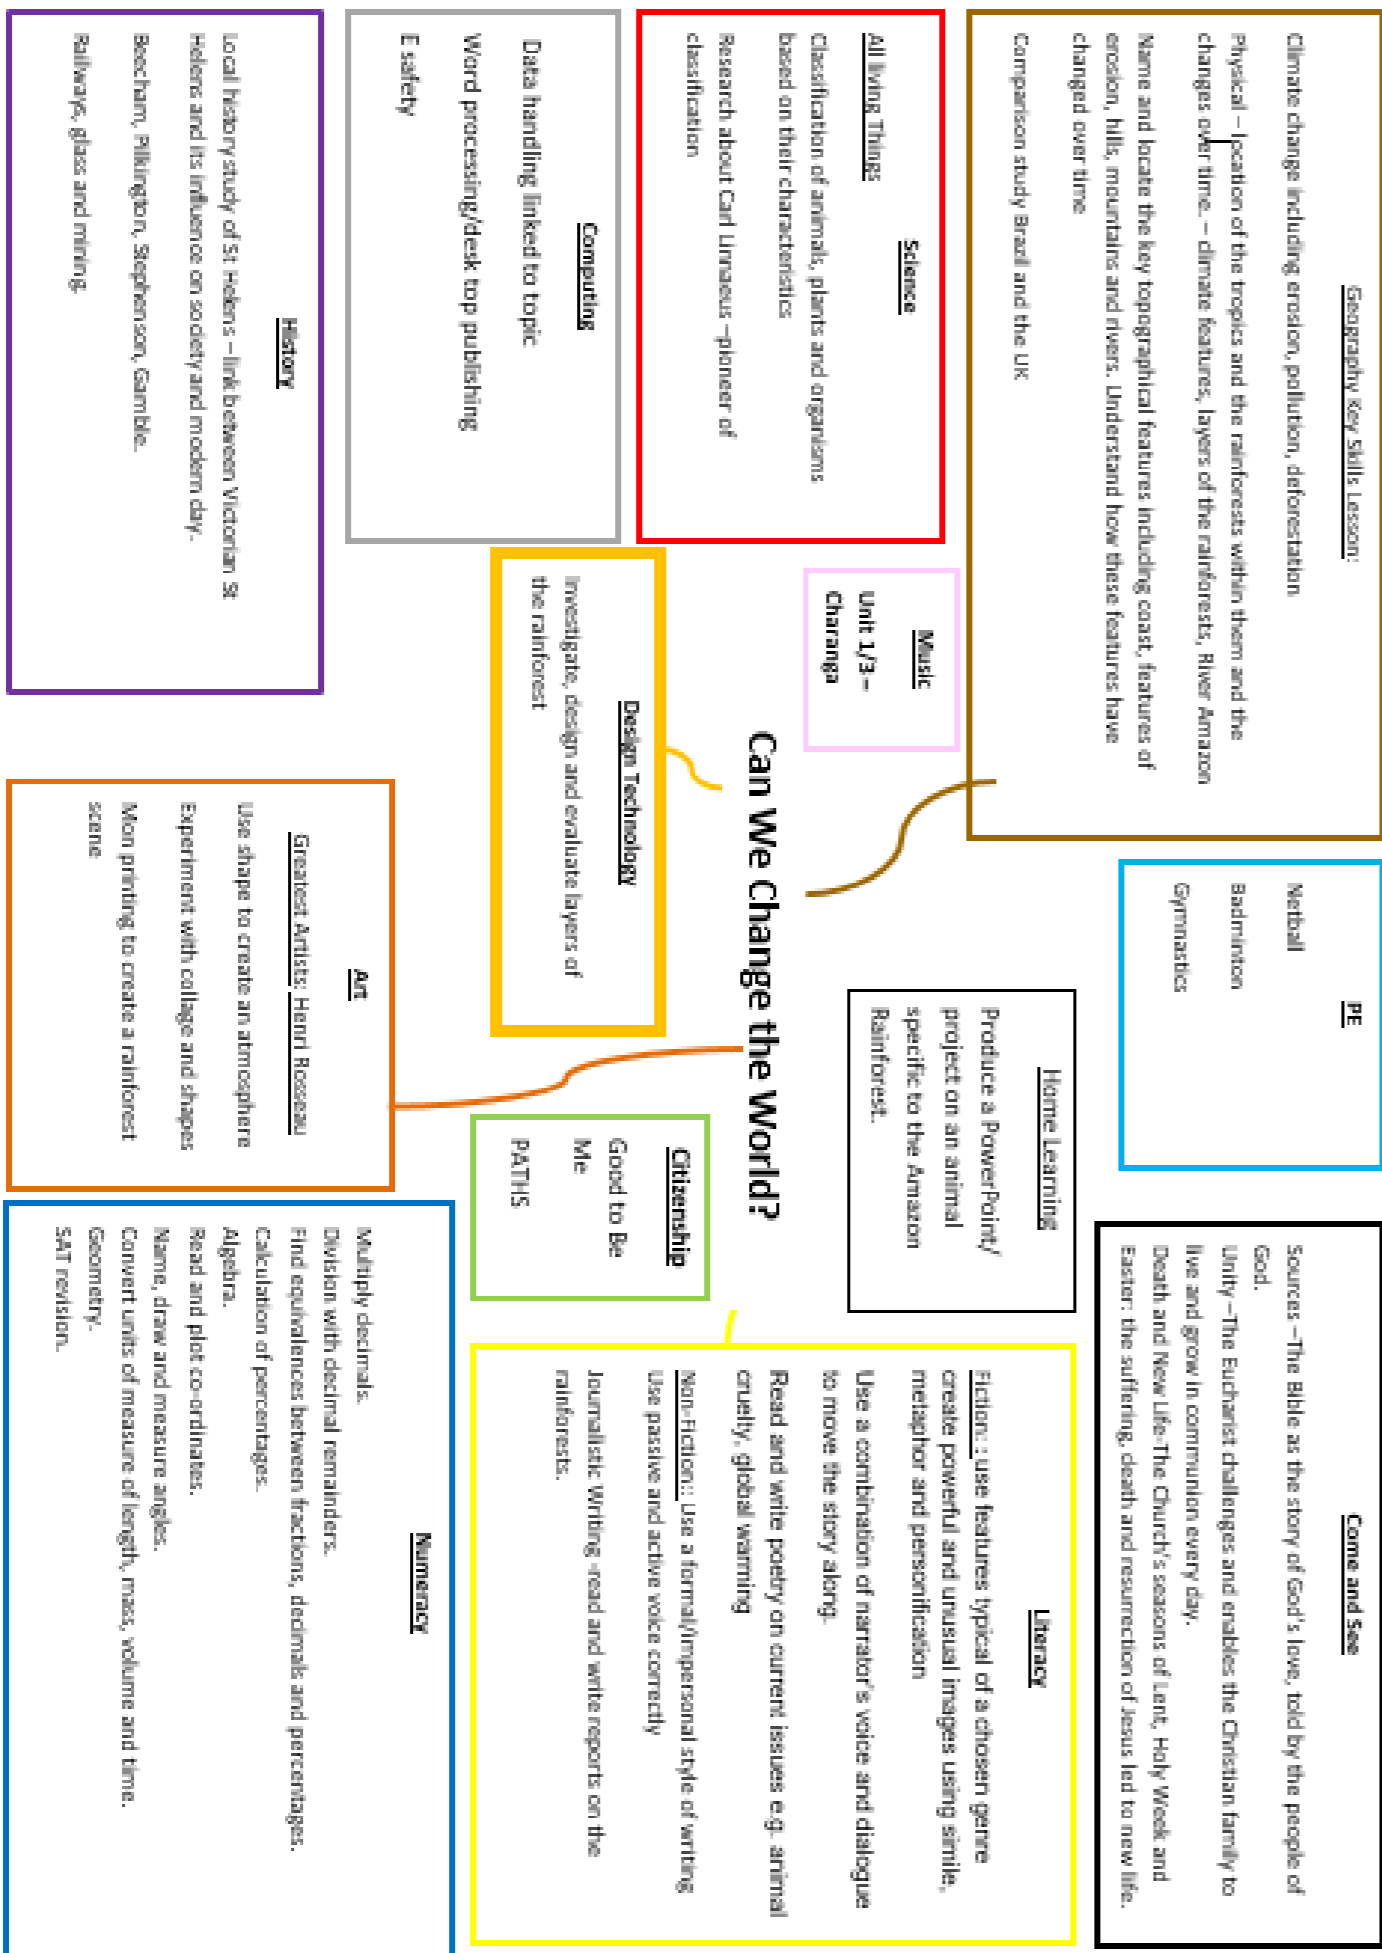 Geography Key Skills Lesson:
Climate change including erosion, pollution, deforestation
Physical – location of the tropics and the rainforests within them and the
changes over time. – climate features, layers of the rainforests, River Amazon
Name and locate the key topographical features including coast, features of
erosion, hills, mountains and rivers. Understand how these features have
changed over time
Comparison study Brazil and the UK
PE
Netball
Badminton
Gymnastics
Come and See
Sources –The Bible as the story of God's love, told by the people of
God.
Unity –The Eucharist challenges and enables the Christian family to
live and grow in communion every day.
Death and New Life-The Church's seasons of Lent, Holy Week and
Easter: the suffering, death and resurrection of Jesus led to new life.
Science
All living Things
Classification of animals, plants and organisms
based on their characteristics
Research about Carl Linnaeus –pioneer of
classification
Music
Unit 1/3 –
Charanga
Home Learning
Produce a PowerPoint/
project on an animal
specific to the Amazon
Rainforest.
Can We Change the World?
Literacy
Fiction: : use features typical of a chosen genre
create powerful and unusual images using simile,
metaphor and personification
Use a combination of narrator's voice and dialogue
to move the story along.
Read and write poetry on current issues e.g. animal
cruelty, global warming
Non-Fiction:: Use a formal/impersonal style of writing
Use passive and active voice correctly
Journalistic Writing -read and write reports on the
rainforests.
Computing
Data handling linked to topic
Word processing/desk top publishing
E safety
Design Technology
Investigate, design and evaluate layers of
the rainforest
Citizenship
Good to Be
Me
PATHS
History
Local history study of St Helens – link between Victorian St
Helens and its influence on society and modern day.
Beecham, Pilkington, Stephenson, Gamble.
Railways, glass and mining.
Art
Greatest Artists: Henri Rosseau
Use shape to create an atmosphere
Experiment with collage and shapes
Mon printing to create a rainforest
scene
Numeracy
Multiply decimals.
Division with decimal remainders.
Find equivalences between fractions, decimals and percentages.
Calculation of percentages.
Algebra.
Read and plot co-ordinates.
Name, draw and measure angles.
Convert units of measure of length, mass, volume and time.
Geometry.
SAT revision.